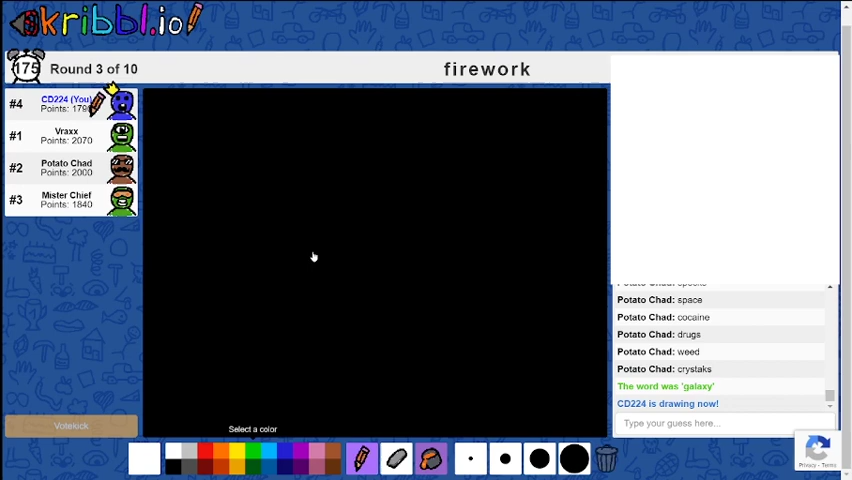 skribbl.io
175
Round 3 of 10
firework
#4
CD224 (You)
#1
Vraxx
Points: 2070
#2
Potato Chad
Points: 2000
#3
Mister Chief
Points: 1840
Potato Chad: space
Potato Chad: cocaine
Potato Chad: drugs
Potato Chad: weed
Potato Chad: crystaks
The word was 'galaxy'
CD224 is drawing now!
Votekick
Select a color
Type your guess here...
Privacy - Terms